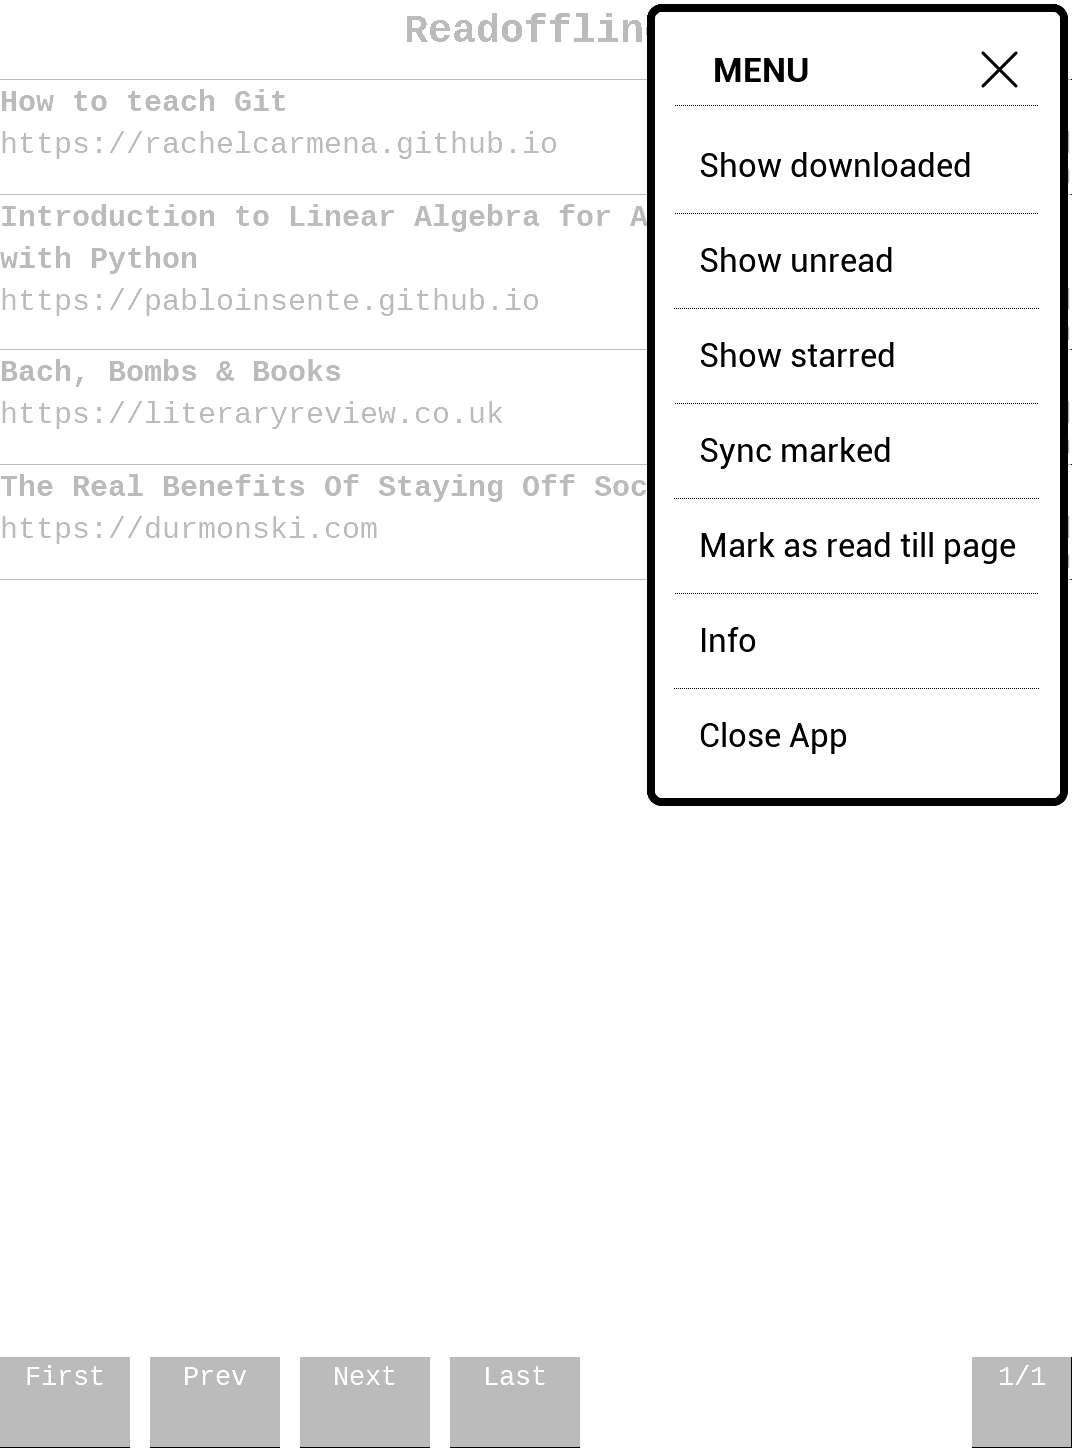 Readofflin
MENU
How to teach Git
https://rachelcarmena.github.io
Introduction to Linear Algebra for
with Python
https://pabloinsente.github.io
Bach, Bombs & Books
https://literaryreview.co.uk
The Real Benefits Of Staying Off Soc
https://durmonski.com
Show downloaded
Show unread
Show starred
Sync marked
Mark as read till page
Info
Close App
First Prev Next Last 1/1